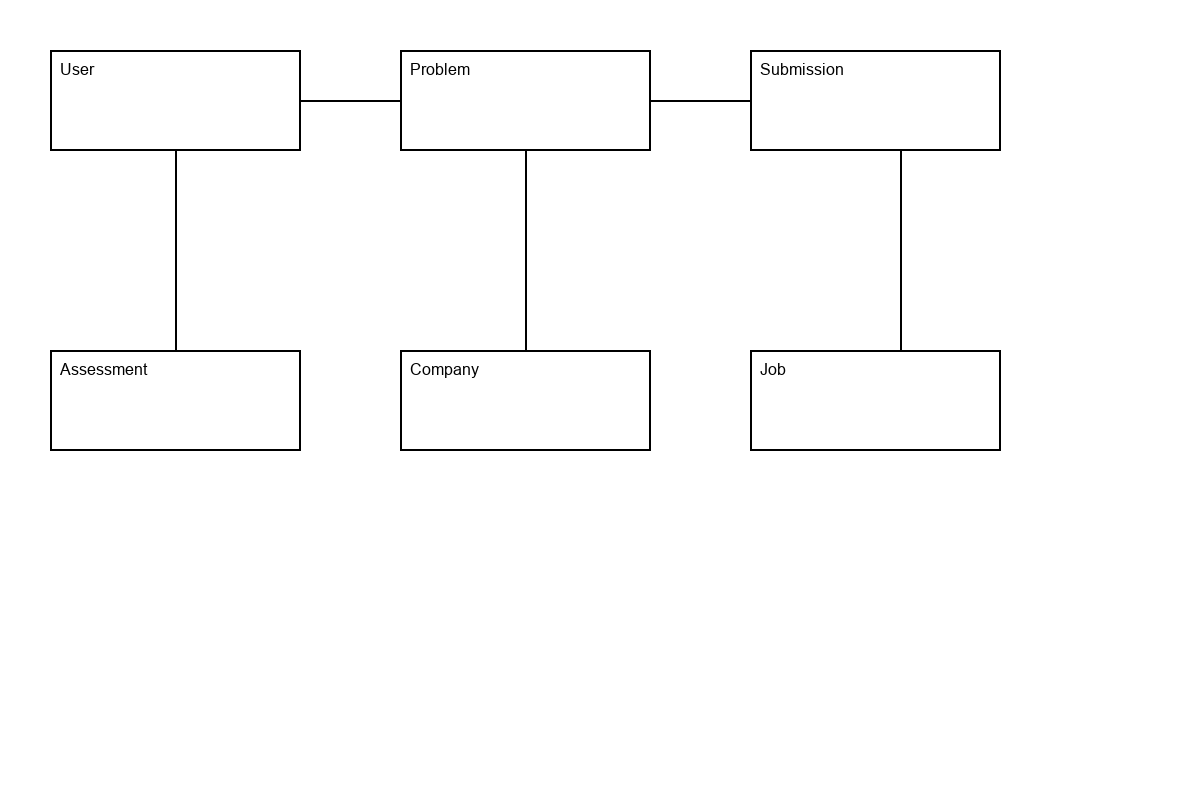 User
Problem
Submission
Assessment
Company
Job